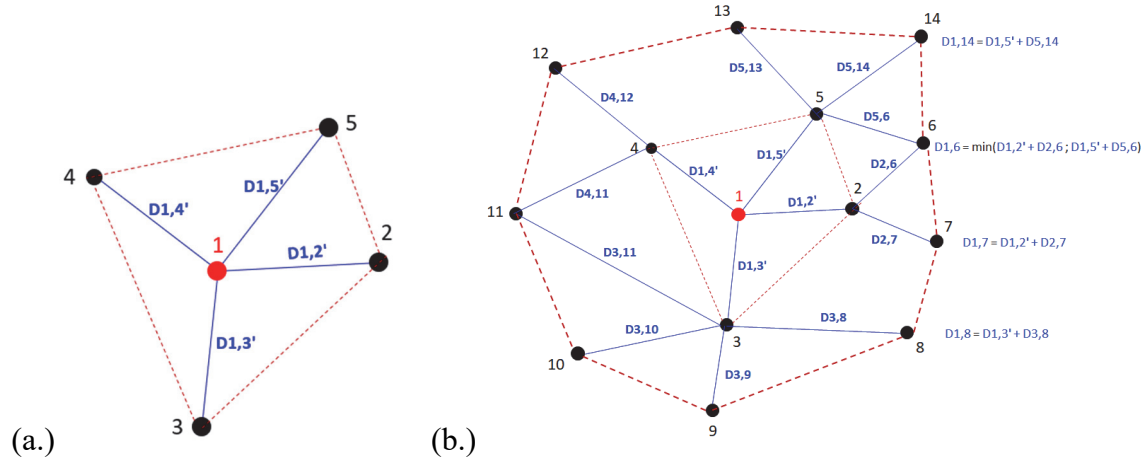 5
4
D1,5'
D1,4'
1
2
D1,2'
D1,3'
3
(a.)
13
14
D1,14 = D1,5' + D5,14
12
D5,13
D5,14
D4,12
5
D5,6
6
D1,6 = min(D1,2' + D2,6 ; D1,5' + D5,6)
4
D1,5'
D2,6
D1,4'
1
2
D4,11
D1,2'
11
7
D2,7
D1,7 = D1,2' + D2,7
D3,11
D1,3'
D3,10
3
D3,8
8
D1,8 = D1,3' + D3,8
10
D3,9
9
(b.)